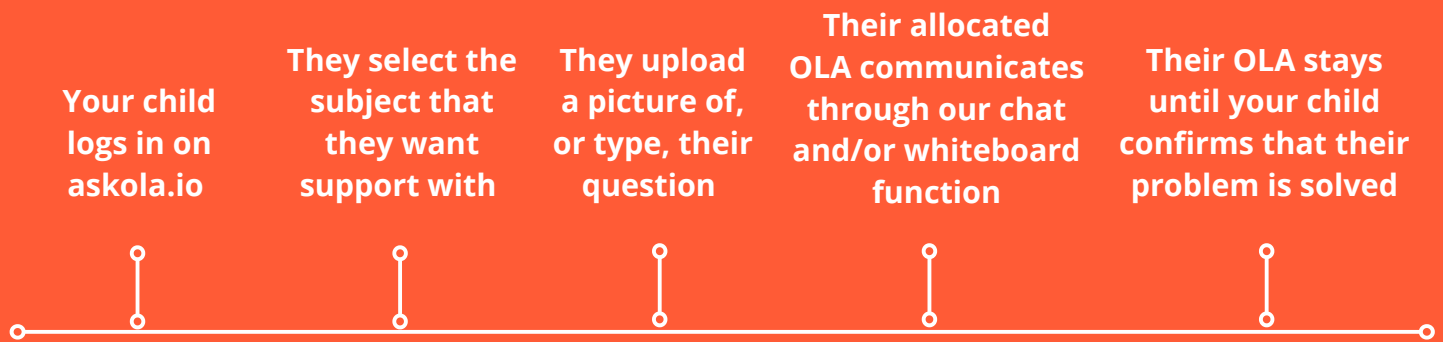 Your child
logs in on
askola.io
They select the
subject that
they want
support with
They upload
a picture of,
or type, their
question
Their allocated
OLA communicates
through our chat
and/or whiteboard
function
Their OLA stays
until your child
confirms that their
problem is solved